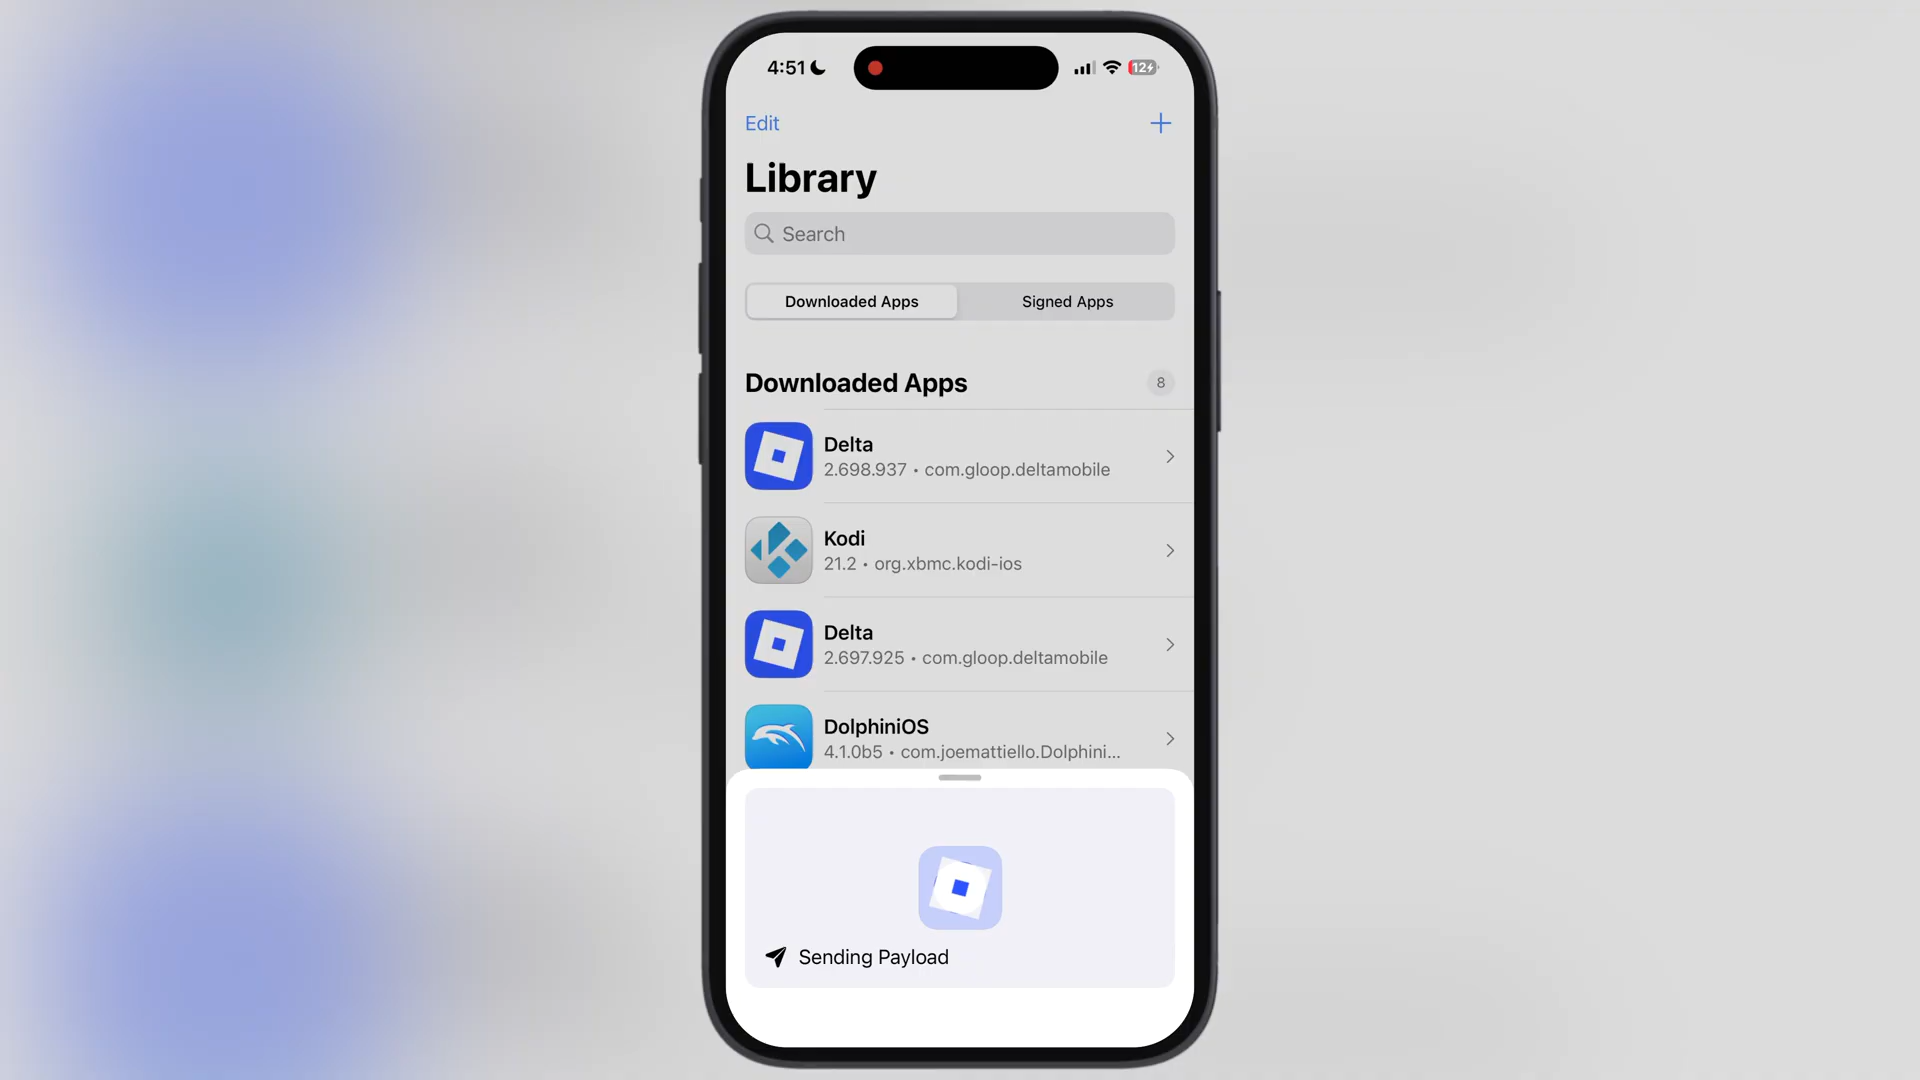 4:51
12
Edit
Library
Search
Downloaded Apps
Signed Apps
Downloaded Apps
8
Delta
2.698.937 • com.gloop.deltamobile
Kodi
21.2 • org.xbmc.kodi-ios
Delta
2.697.925 • com.gloop.deltamobile
DolphiniOS
4.1.0b5 • com.joemattiello.Dolphini...
Sending Payload